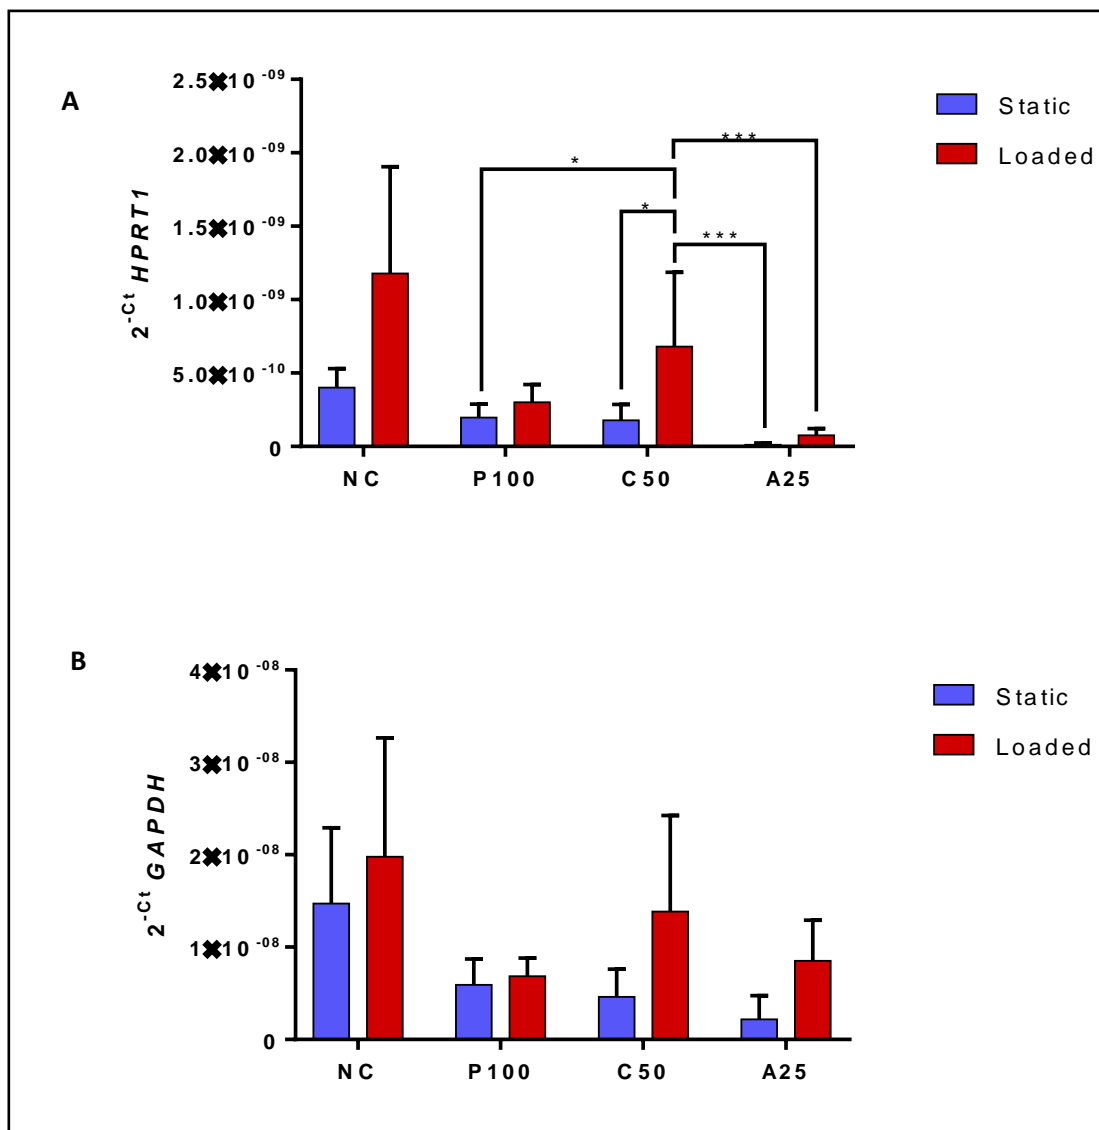 A
2.5✖10 -09
2.0✖10 -09
1.5✖10 -09
1.0✖10 -09
5.0✖10 -10
0
2-Ct HPRT1
Static
Loaded
***
*
*
***
NC P100 C50 A25
B
4✖10 -08
3✖10 -08
2✖10 -08
1✖10 -08
0
2-Ct GAPDH
Static
Loaded
NC P100 C50 A25